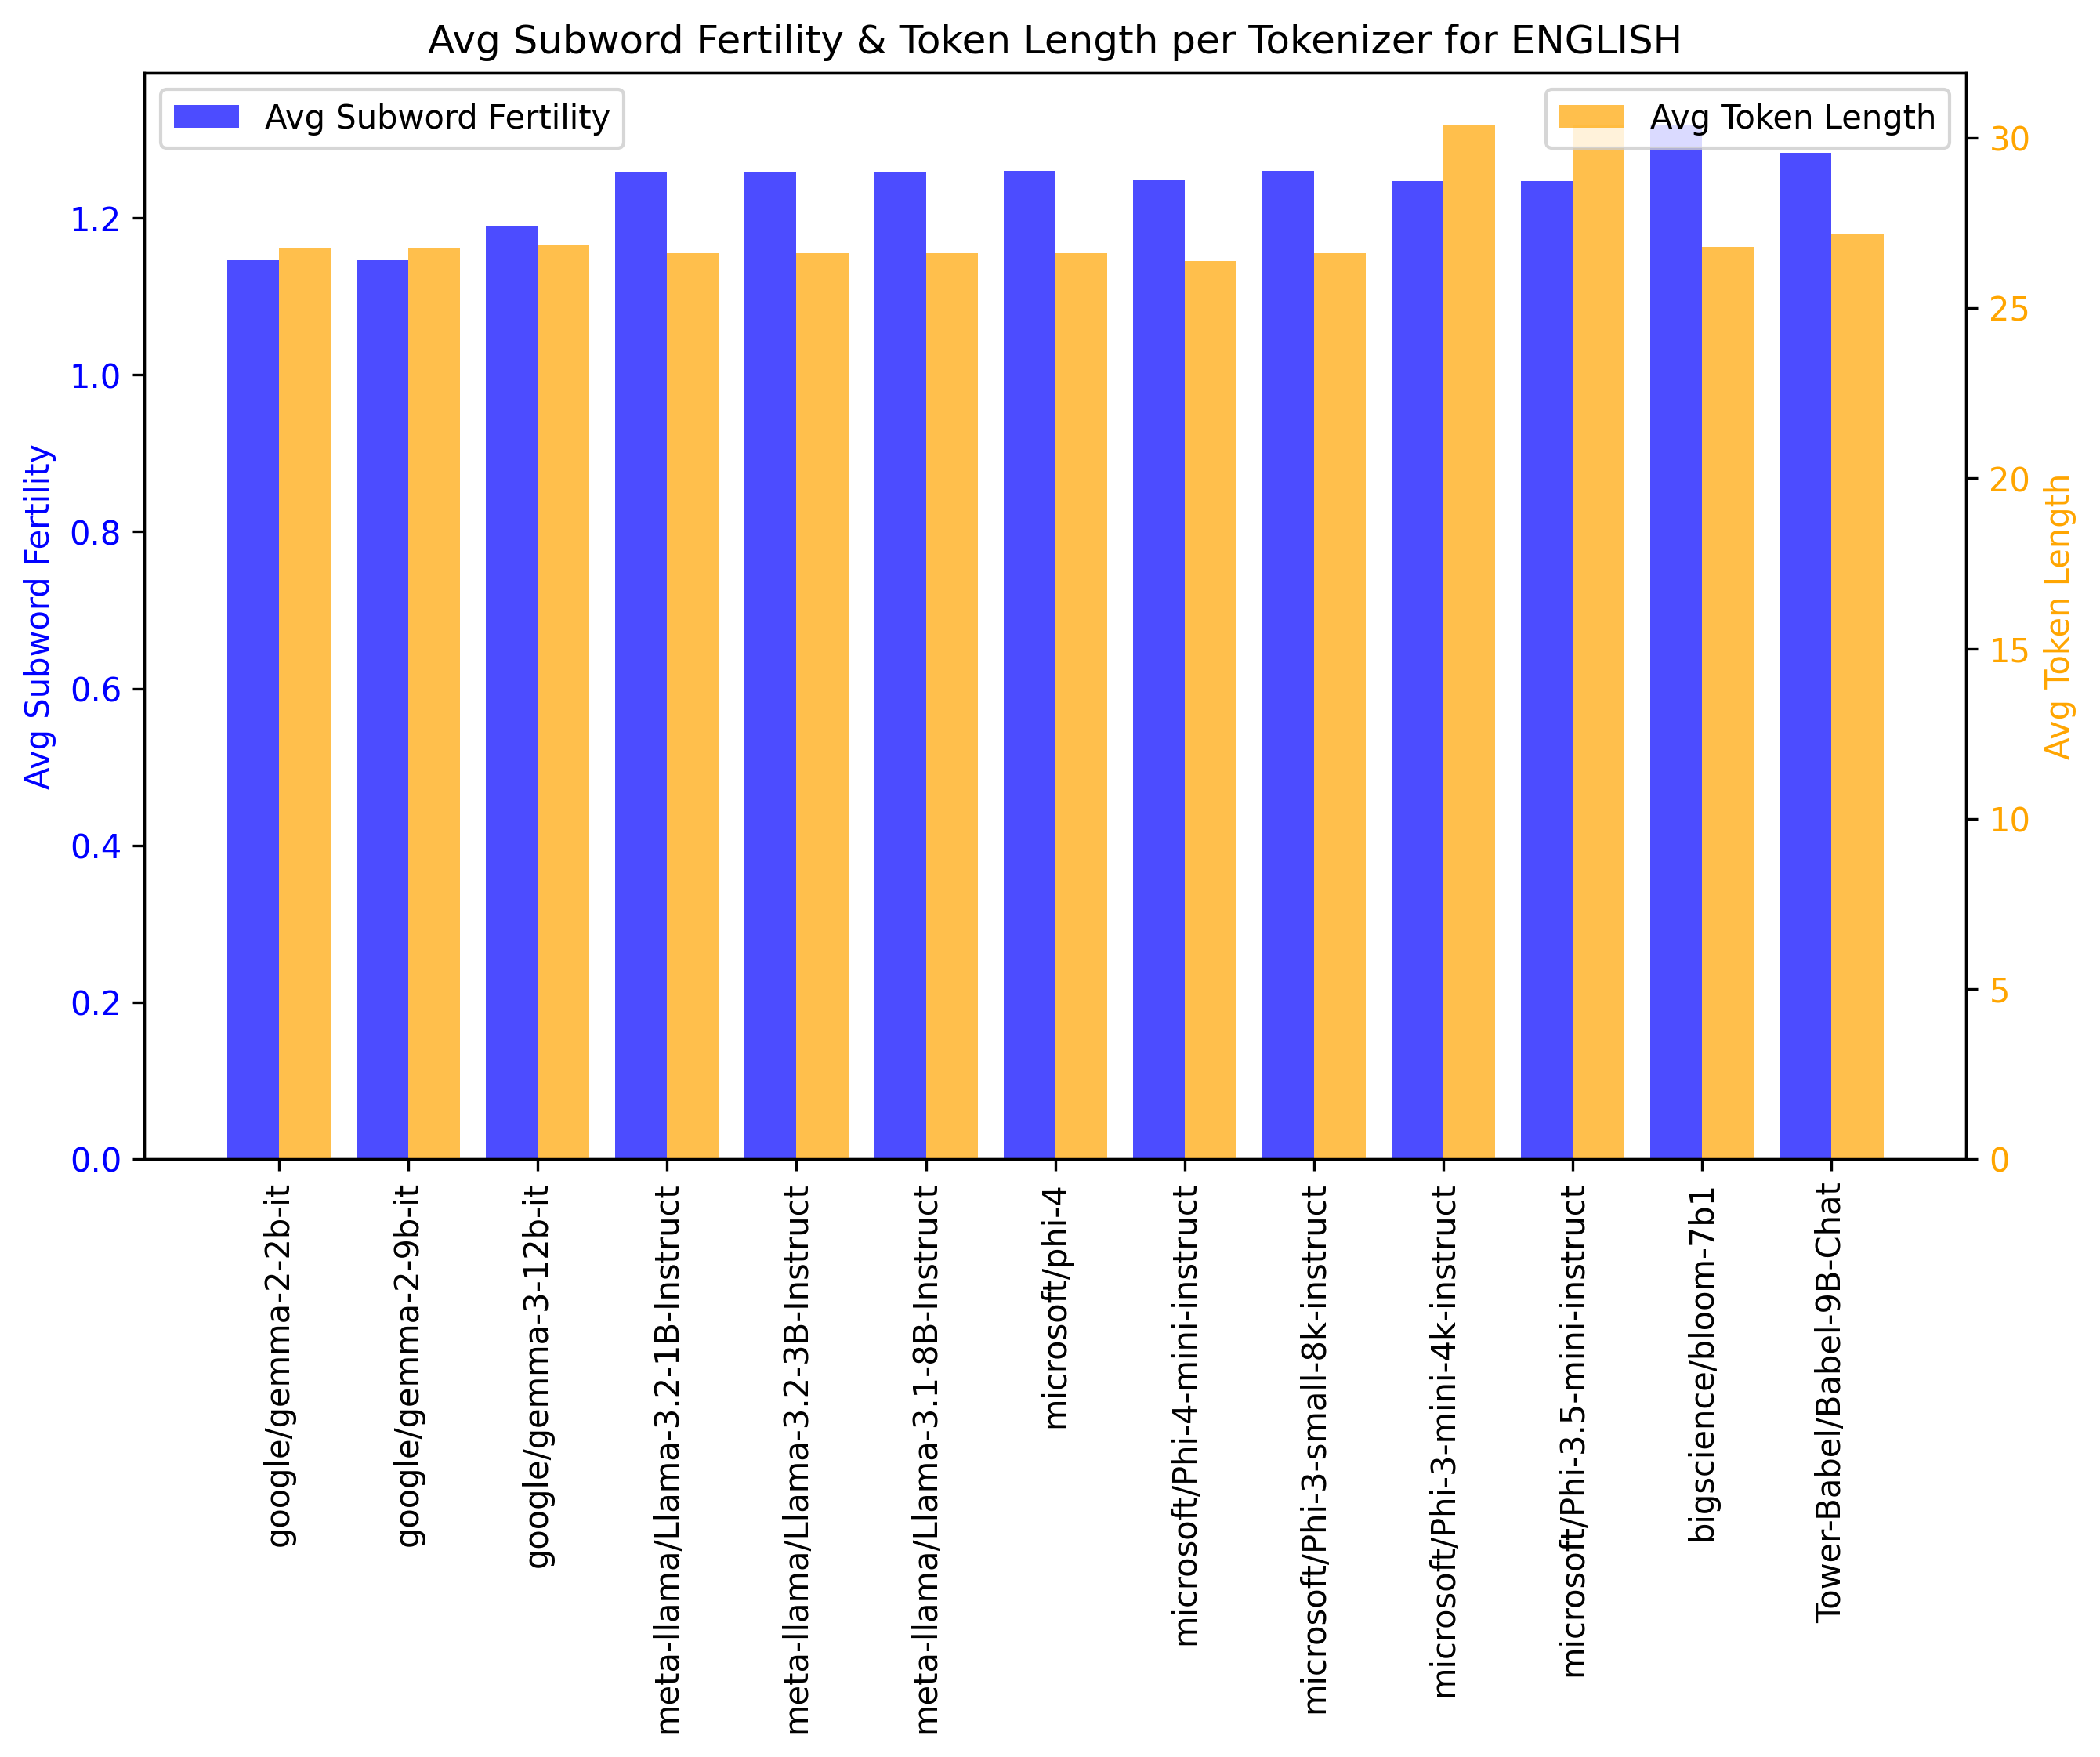 Avg Subword Fertility & Token Length per Tokenizer for ENGLISH
Avg Subword Fertility
Avg Token Length
1.2
1.0
0.8
0.6
0.4
0.2
0.0
Avg Subword Fertility
30
25
20
15
10
5
0
Avg Token Length
google/gemma-2-2b-it
google/gemma-2-9b-it
google/gemma-3-12b-it
meta-llama/Llama-3.2-1B-Instruct
meta-llama/Llama-3.2-3B-Instruct
meta-llama/Llama-3.1-8B-Instruct
microsoft/phi-4
microsoft/Phi-4-mini-instruct
microsoft/Phi-3-small-8k-instruct
microsoft/Phi-3-mini-4k-instruct
microsoft/Phi-3.5-mini-instruct
bigscience/bloom-7b1
Tower-Babel/Babel-9B-Chat